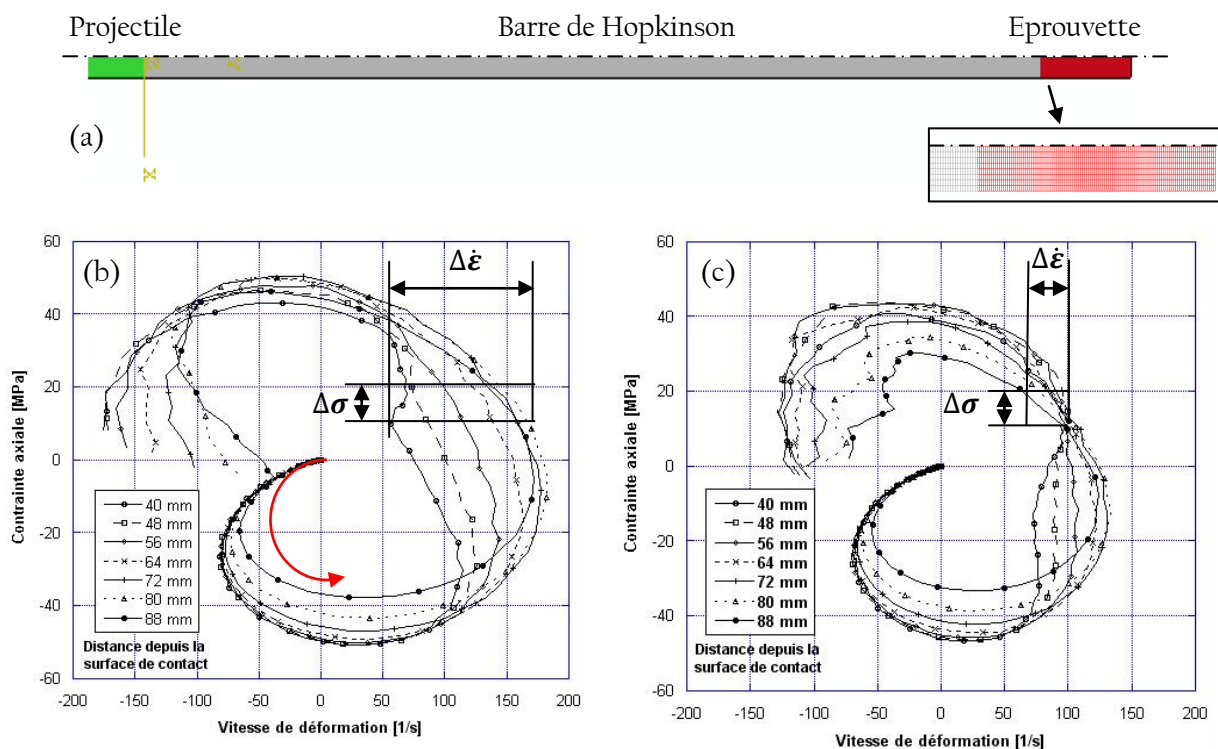 Projectile
Barre de Hopkinson
Eprouvette
(a)
(b)
Δε̇
Δσ
Contrainte axiale [MPa]
60
40
20
0
-20
-40
-60
40 mm
48 mm
56 mm
64 mm
72 mm
80 mm
88 mm
Distance depuis la
surface de contact
-200
-150
-100
-50
0
50
100
150
200
Vitesse de déformation [1/s]
(c)
Δε̇
Δσ
Contrainte axiale [MPa]
60
40
20
0
-20
-40
-60
40 mm
48 mm
56 mm
64 mm
72 mm
80 mm
88 mm
Distance depuis la
surface de contact
-200
-150
-100
-50
0
50
100
150
200
Vitesse de déformation [1/s]